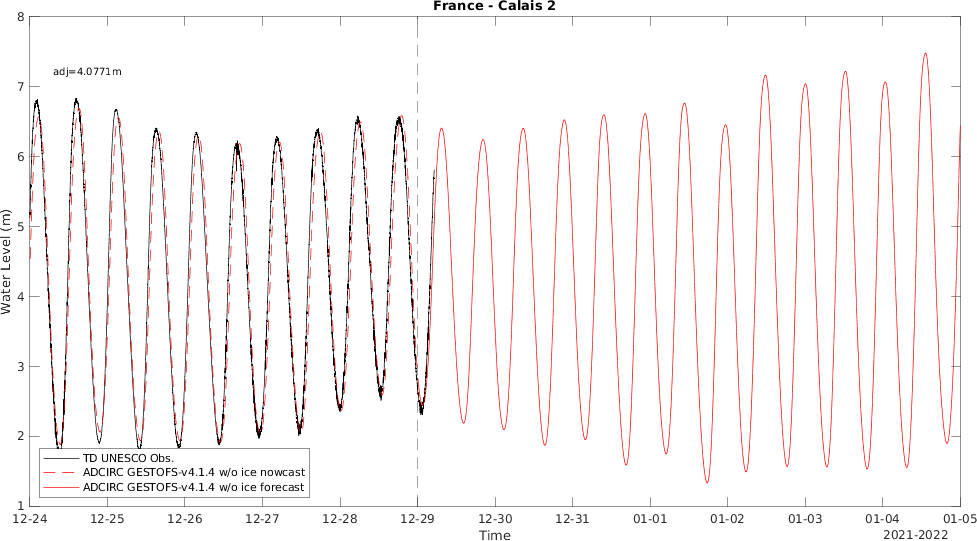 France - Calais 2
adj=4.0771m
8
7
6
5
4
3
2
1
Water Level (m)
TD UNESCO Obs.
ADCIRC GESTOFS-v4.1.4 w/o ice nowcast
ADCIRC GESTOFS-v4.1.4 w/o ice forecast
12-24 12-25 12-26 12-27 12-28 12-29 12-30 12-31 01-01 01-02 01-03 01-04 01-05
Time
2021-2022